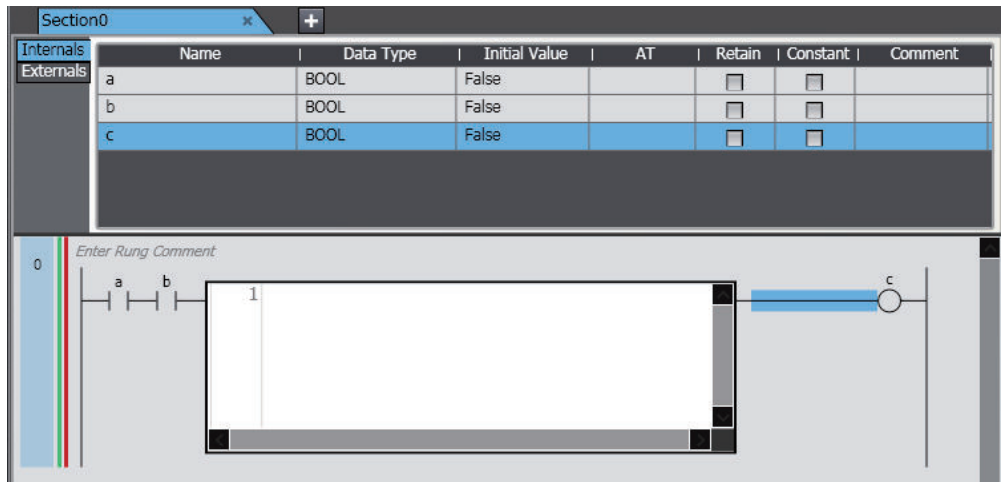 Section0 × +
Internals Name Data Type Initial Value AT Retain Constant Comment
Externals
a BOOL False
b BOOL False
c BOOL False
0 Enter Rung Comment
a b c
1